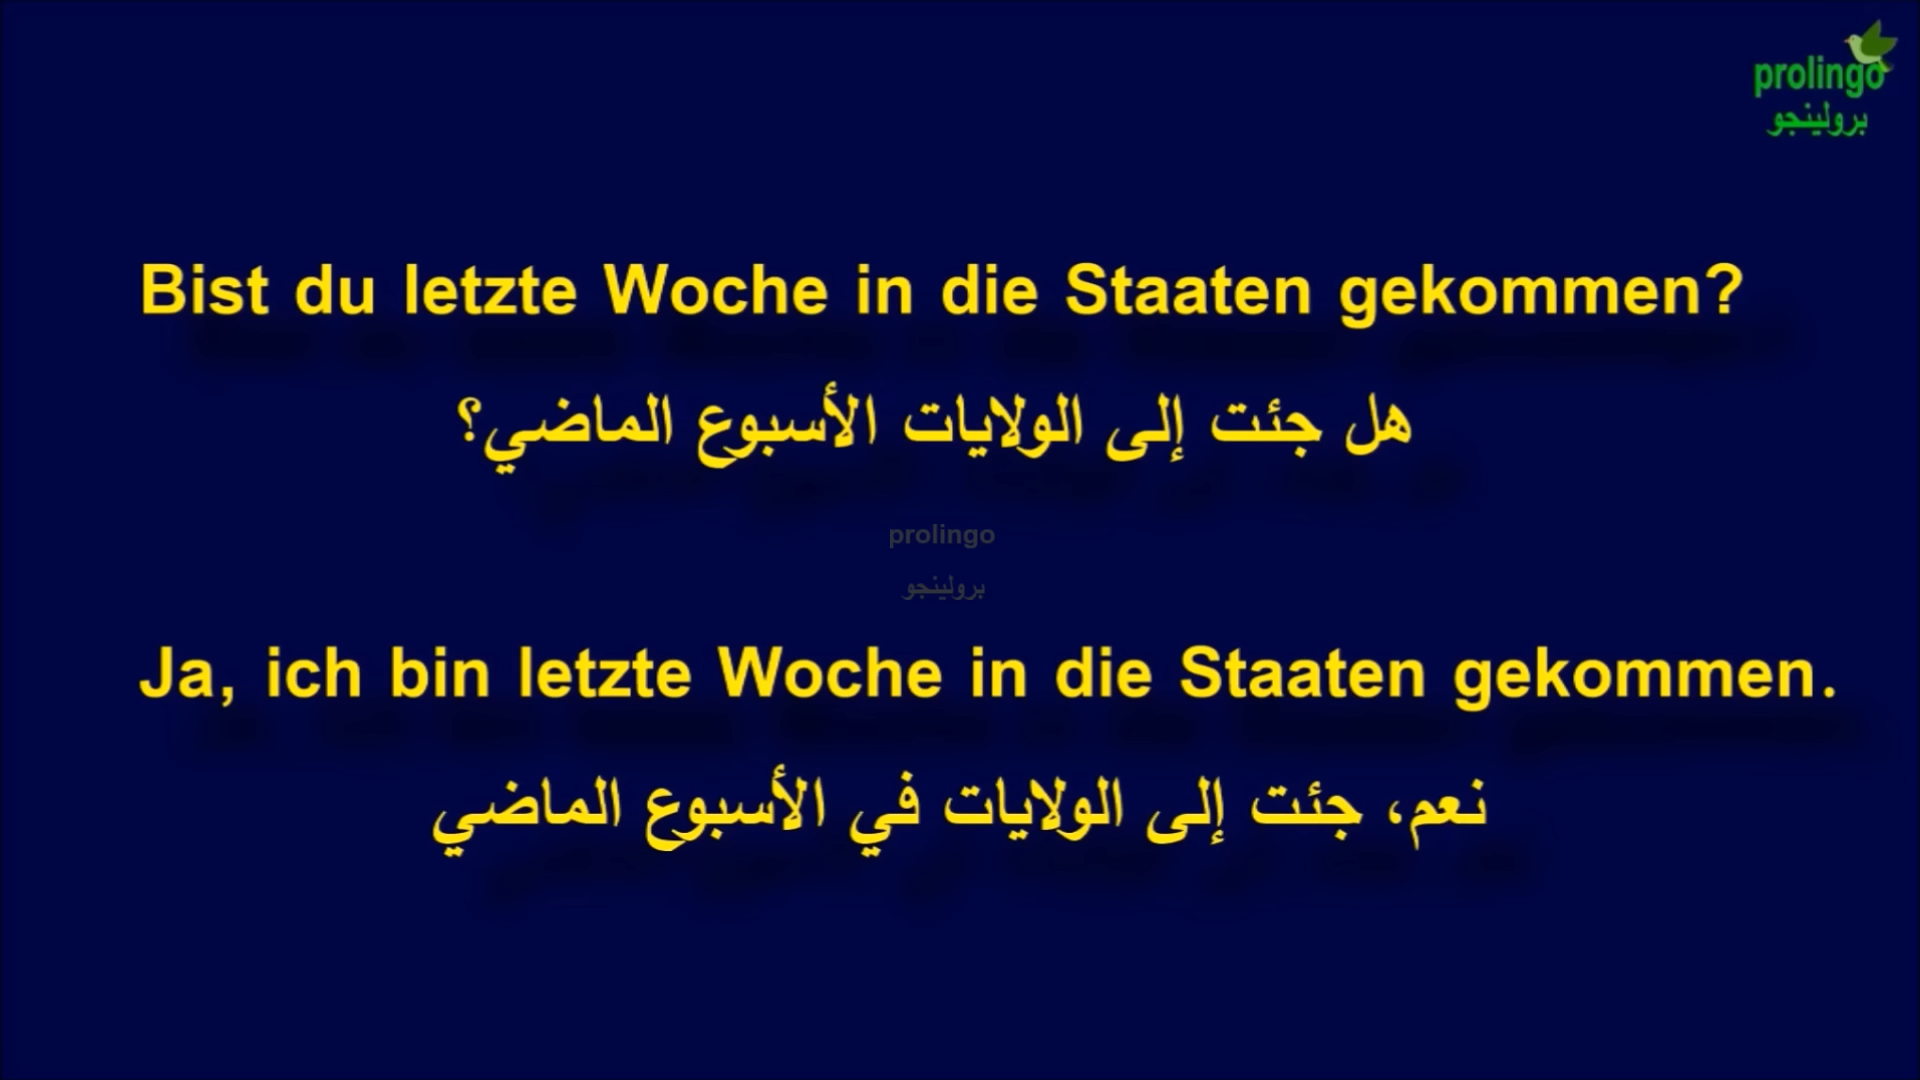 prolingo
برولينجو
Bist du letzte Woche in die Staaten gekommen?
هل جئت إلى الولايات الأسبوع الماضي؟
prolingo
برولينجو
Ja, ich bin letzte Woche in die Staaten gekommen.
نعم، جئت إلى الولايات في الأسبوع الماضي